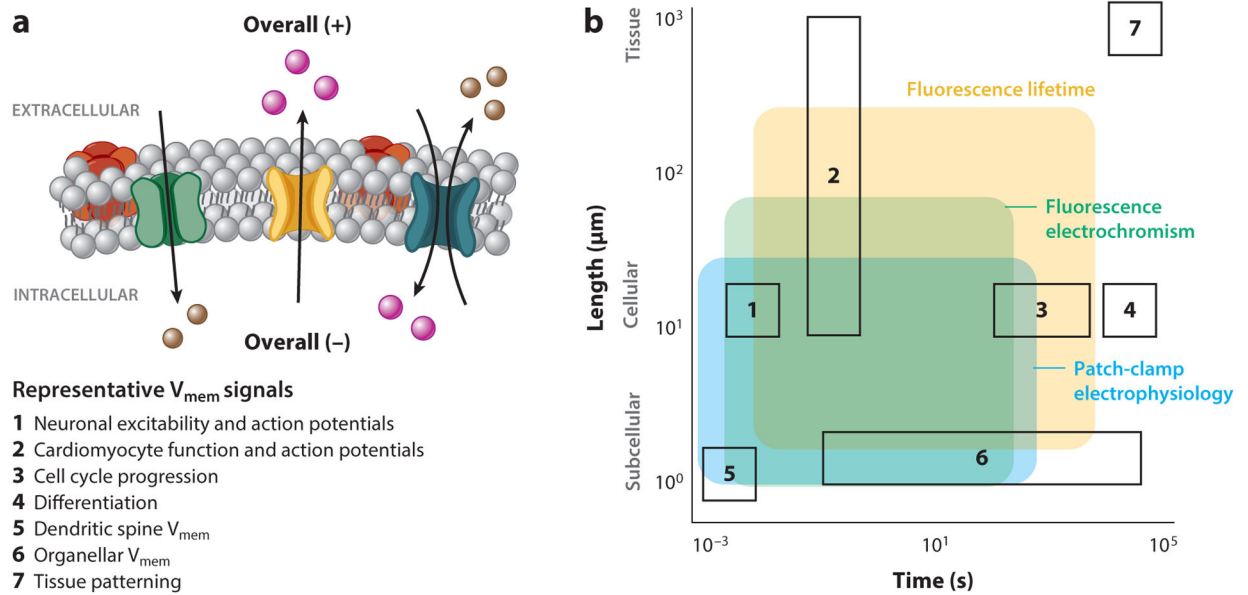 a
Overall (+)
EXTRACELLULAR
INTRACELLULAR
Overall (–)
Representative Vmem signals
1 Neuronal excitability and action potentials
2 Cardiomyocyte function and action potentials
3 Cell cycle progression
4 Differentiation
5 Dendritic spine Vmem
6 Organellar Vmem
7 Tissue patterning
b
Length (μm)
Tissue
Cellular
Subcellular
10³
10²
10¹
10⁰
7
Fluorescence lifetime
2
Fluorescence
electrochromism
1
3
4
Patch-clamp
electrophysiology
6
5
10⁻³
10¹
10⁵
Time (s)